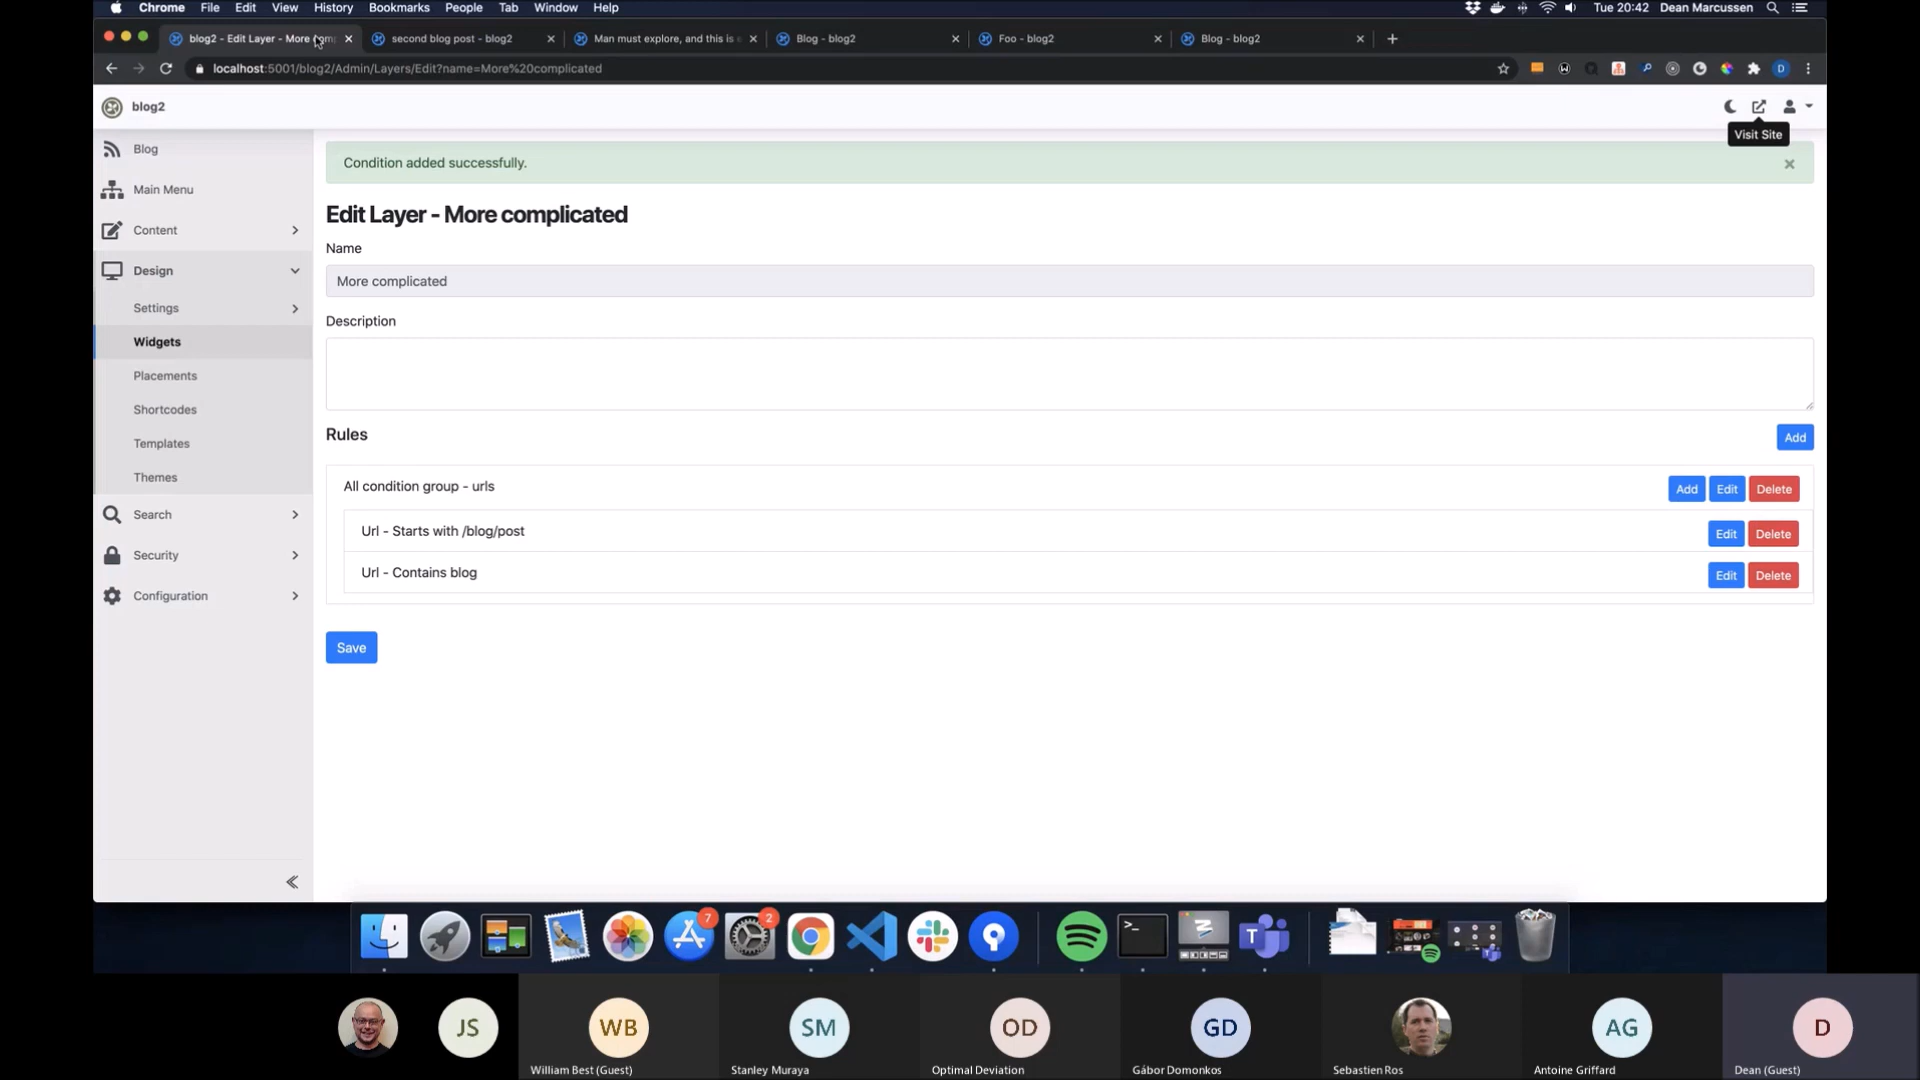 Chrome File Edit View History Bookmarks People Tab Window Help Tue 20:42 Dean Marcussen
blog2 - Edit Layer - More com second blog post - blog2 Man must explore, and this is Blog - blog2 Foo - blog2 Blog - blog2
localhost:5001/blog2/Admin/Layers/Edit?name=More%20complicated
blog2
Visit Site
Blog
Main Menu
Content
Design
Settings
Widgets
Placements
Shortcodes
Templates
Themes
Search
Security
Configuration
Condition added successfully.
Edit Layer - More complicated
Name
More complicated
Description
Rules
Add
All condition group - urls
Add Edit Delete
Url - Starts with /blog/post
Edit Delete
Url - Contains blog
Edit Delete
Save
7
2
JS
WB
SM
OD
GD
AG
D
William Best (Guest)
Stanley Muraya
Optimal Deviation
Gábor Domonkos
Sebastien Ros
Antoine Griffard
Dean (Guest)